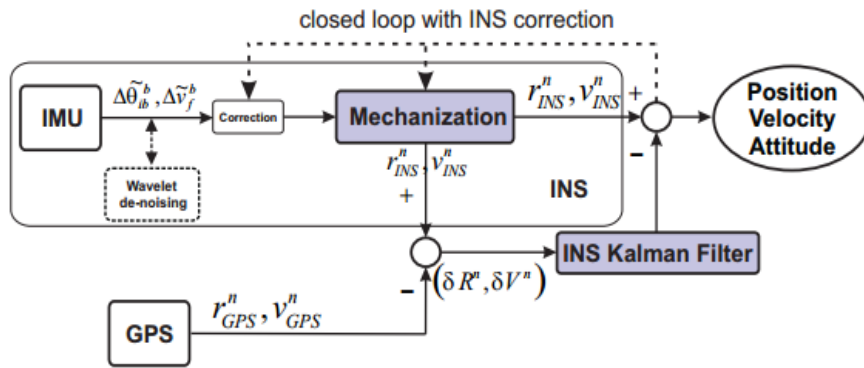 closed loop with INS correction
IMU
Δθ̃ᵇᵢᵦ, Δṽᵇ_f
Correction
Mechanization
rⁿ_INS, vⁿ_INS +
Position
Velocity
Attitude
−
Wavelet
de-noising
rⁿ_INS, vⁿ_INS
+
INS
INS Kalman Filter
(δRⁿ, δVⁿ)
−
GPS
rⁿ_GPS, vⁿ_GPS